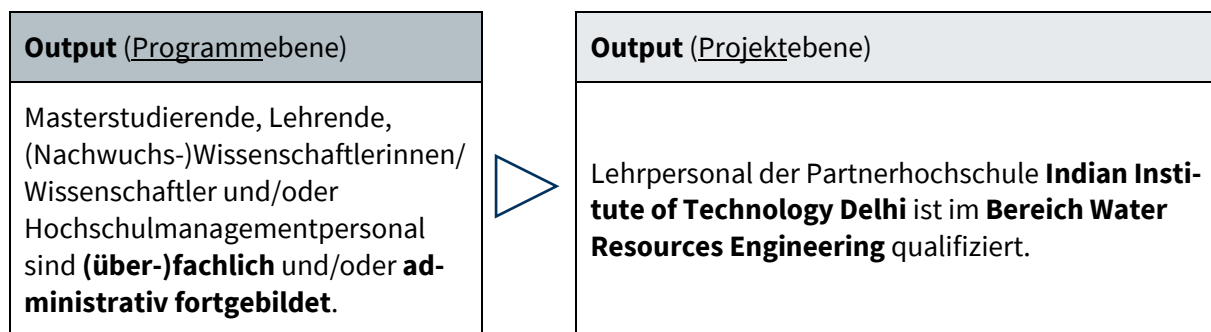 Output (Programmebene)
Masterstudierende, Lehrende,
(Nachwuchs-)Wissenschaftlerinnen/
Wissenschaftler und/oder
Hochschulmanagementpersonal
sind (über-)fachlich und/oder ad-
ministrativ fortgebildet.
Output (Projektebene)
Lehrpersonal der Partnerhochschule Indian Insti-
tute of Technology Delhi ist im Bereich Water
Resources Engineering qualifiziert.